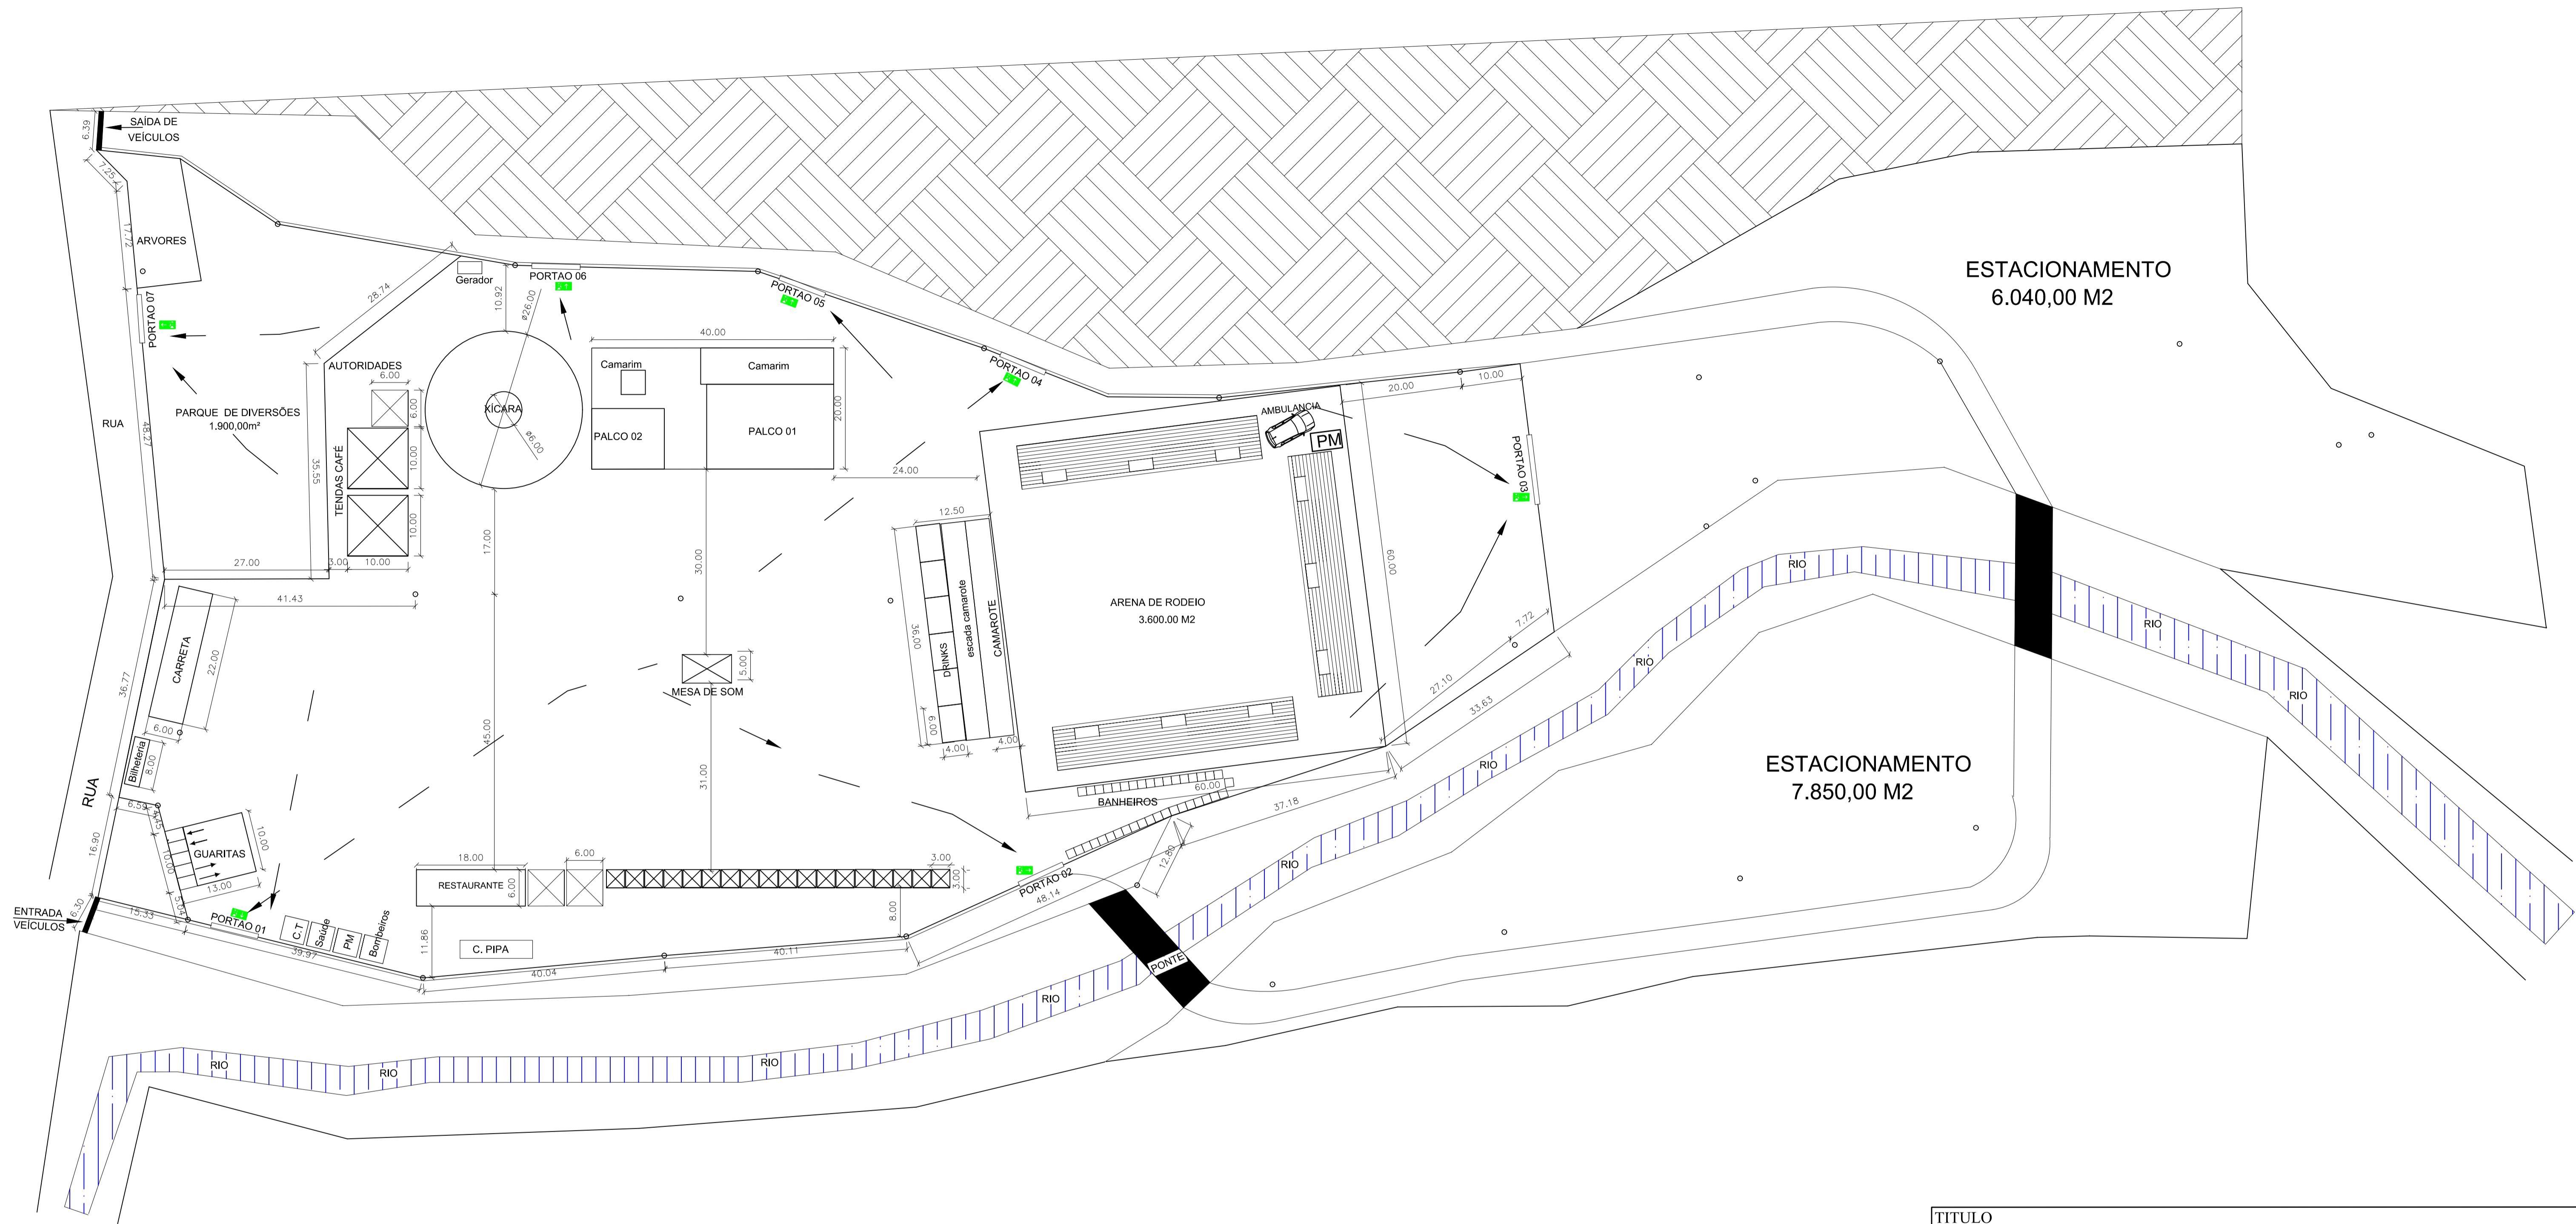 SAÍDA DE
VEÍCULOS
6.39
7.25
17.72
ARVORES
PORTAO 07
48.27
RUA
PARQUE DE DIVERSÕES
1.900,00m²
28.74
35.55
27.00
3.00
10.00
41.43
Gerador
10.92
PORTAO 06
ø26.00
XÍCARA
ø6.00
AUTORIDADES
6.00
6.00
10.00
10.00
TENDAS CAFÉ
17.00
45.00
PORTAO 05
40.00
Camarim
Camarim
PALCO 02
PALCO 01
20.00
24.00
30.00
PORTAO 04
MESA DE SOM
5.00
31.00
12.50
36.00
DRINKS
escada camarote
CAMAROTE
6.00
4.00
4.00
AMBULANCIA
PM
ARENA DE RODEIO
3.600.00 M2
60.00
60.00
20.00
10.00
PORTAO 03
7.72
27.10
33.63
37.18
BANHEIROS
12.80
48.14
PORTAO 02
CARRETA
22.00
6.00
36.77
Bilheteria
8.00
RUA
6.59
4.45
16.90
10.00
GUARITAS
10.00
13.00
5.04
ENTRADA
VEÍCULOS
6.30
15.33
PORTAO 01
39.97
C.T
Saúde
PM
Bombeiros
18.00
RESTAURANTE
6.00
6.00
3.00
3.00
8.00
11.86
C. PIPA
40.04
40.11
PONTE
RIO
RIO
RIO
RIO
RIO
RIO
RIO
RIO
RIO
RIO
ESTACIONAMENTO
6.040,00 M2
ESTACIONAMENTO
7.850,00 M2
TITULO